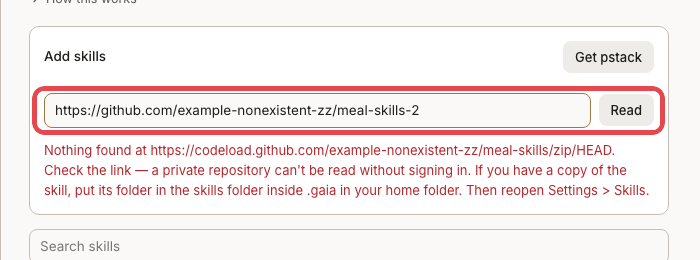 How this works
Add skills
Get pstack
https://github.com/example-nonexistent-zz/meal-skills-2
Read
Nothing found at https://codeload.github.com/example-nonexistent-zz/meal-skills/zip/HEAD.
Check the link — a private repository can't be read without signing in. If you have a copy of the
skill, put its folder in the skills folder inside .gaia in your home folder. Then reopen Settings > Skills.
Search skills